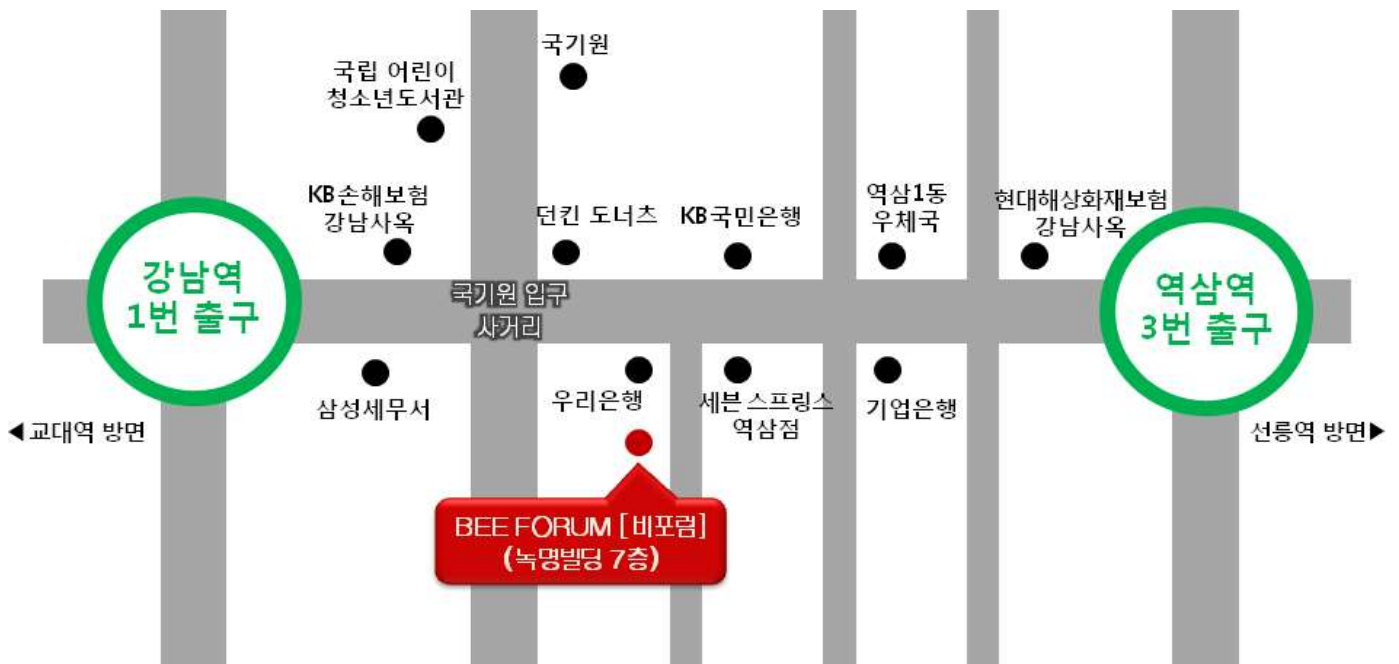 국기원
국립 어린이
청소년도서관
KB손해보험
강남사옥
던킨 도너츠
KB국민은행
역삼1동
우체국
현대해상화재보험
강남사옥
강남역
1번 출구
국기원 입구
사거리
역삼역
3번 출구
삼성세무서
우리은행
세븐스프링스
역삼점
기업은행
◀교대역 방면
선릉역 방면▶
BEE FORUM [비포럼]
(녹명빌딩 7층)